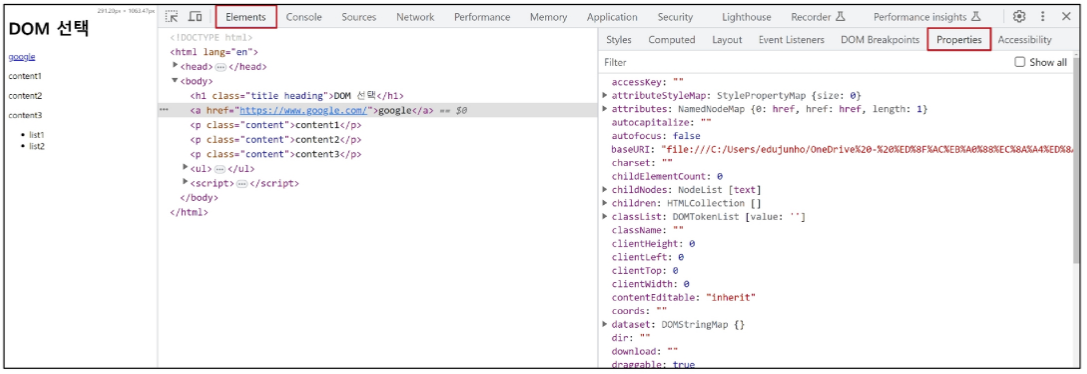 291.20px × 1063.47px
DOM 선택
google
content1
content2
content3
list1
list2
Elements Console Sources Network Performance Memory Application Security Lighthouse Recorder Performance insights
<!DOCTYPE html>
<html lang="en">
<head> ⋯ </head>
<body>
<h1 class="title heading">DOM 선택</h1>
<a href="https://www.google.com/">google</a> == $0
<p class="content">content1</p>
<p class="content">content2</p>
<p class="content">content3</p>
<ul> ⋯ </ul>
<script> ⋯ </script>
</body>
</html>
Styles Computed Layout Event Listeners DOM Breakpoints Properties Accessibility
Filter Show all
accessKey: ""
attributeStyleMap: StylePropertyMap {size: 0}
attributes: NamedNodeMap {0: href, href: href, length: 1}
autocapitalize: ""
autofocus: false
baseURI: "file:///C:/Users/edujunho/OneDrive%20-%20%ED%8F%AC%EB%A0%88%EC%8A%A4%ED%8A
charset: ""
childElementCount: 0
childNodes: NodeList [text]
children: HTMLCollection []
classList: DOMTokenList [value: '']
className: ""
clientHeight: 0
clientLeft: 0
clientTop: 0
clientWidth: 0
contentEditable: "inherit"
coords: ""
dataset: DOMStringMap {}
dir: ""
download: ""
draggable: true